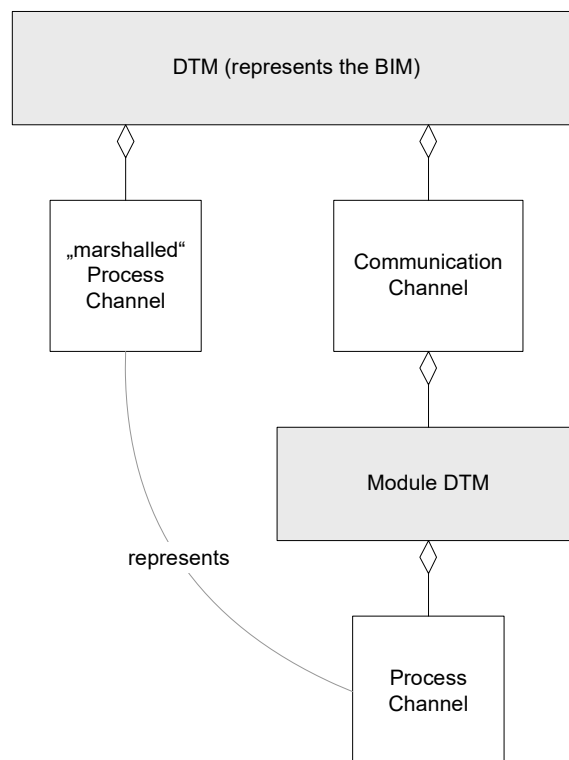 DTM (represents the BIM)
„marshalled“
Process
Channel
Communication
Channel
Module DTM
represents
Process
Channel